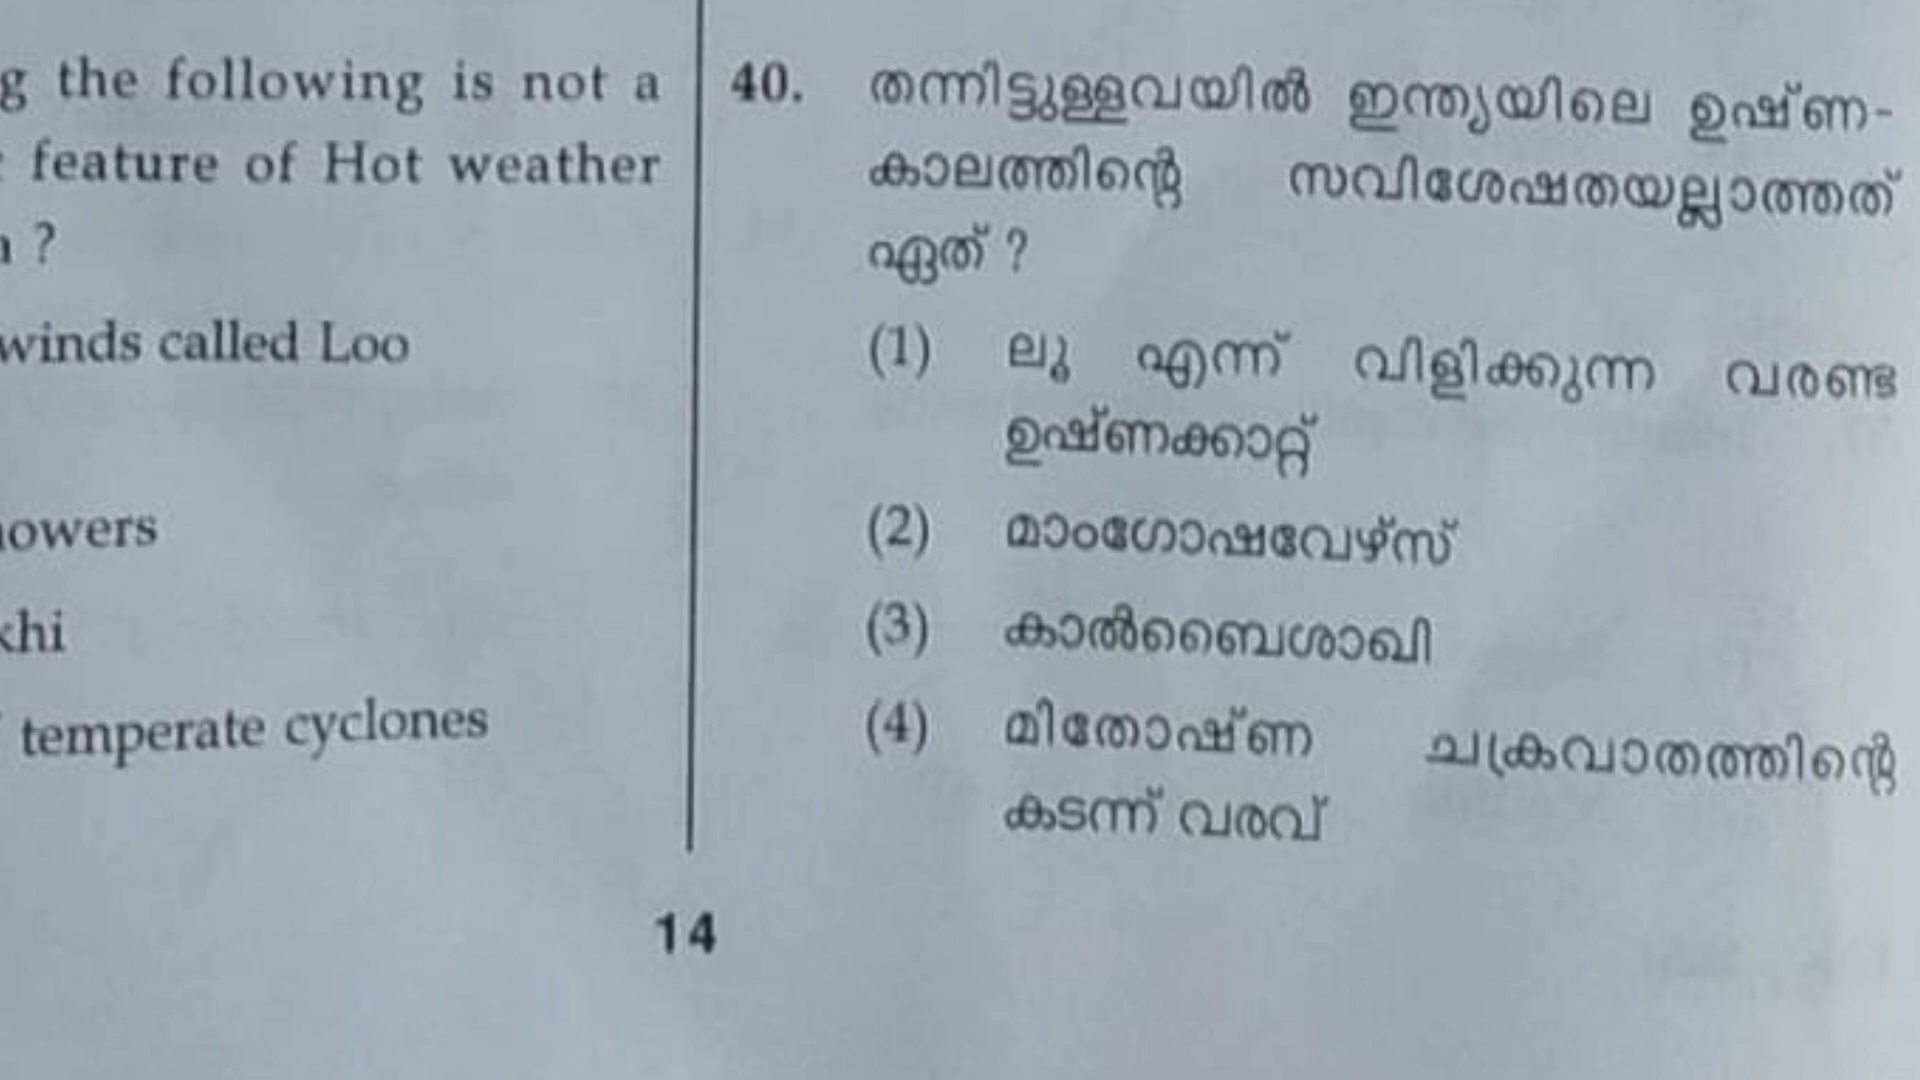 the following is not a
feature of Hot weather
?
winds called Loo
temperate cyclones
40. തന്നിട്ടുള്ളവയിൽ ഇന്ത്യയിലെ ഉഷ്ണ-
കാലത്തിന്റെ സവിശേഷതയല്ലാത്തത്
ഏത് ?
(1) ലൂ എന്ന് വിളിക്കുന്ന വരണ്ട
ഉഷ്ണക്കാറ്റ്
(2) മാംഗോഷവേഴ്സ്
(3) കാൽബൈശാഖി
(4) മിതോഷ്ണ ചക്രവാതത്തിന്റെ
കടന്ന് വരവ്
14